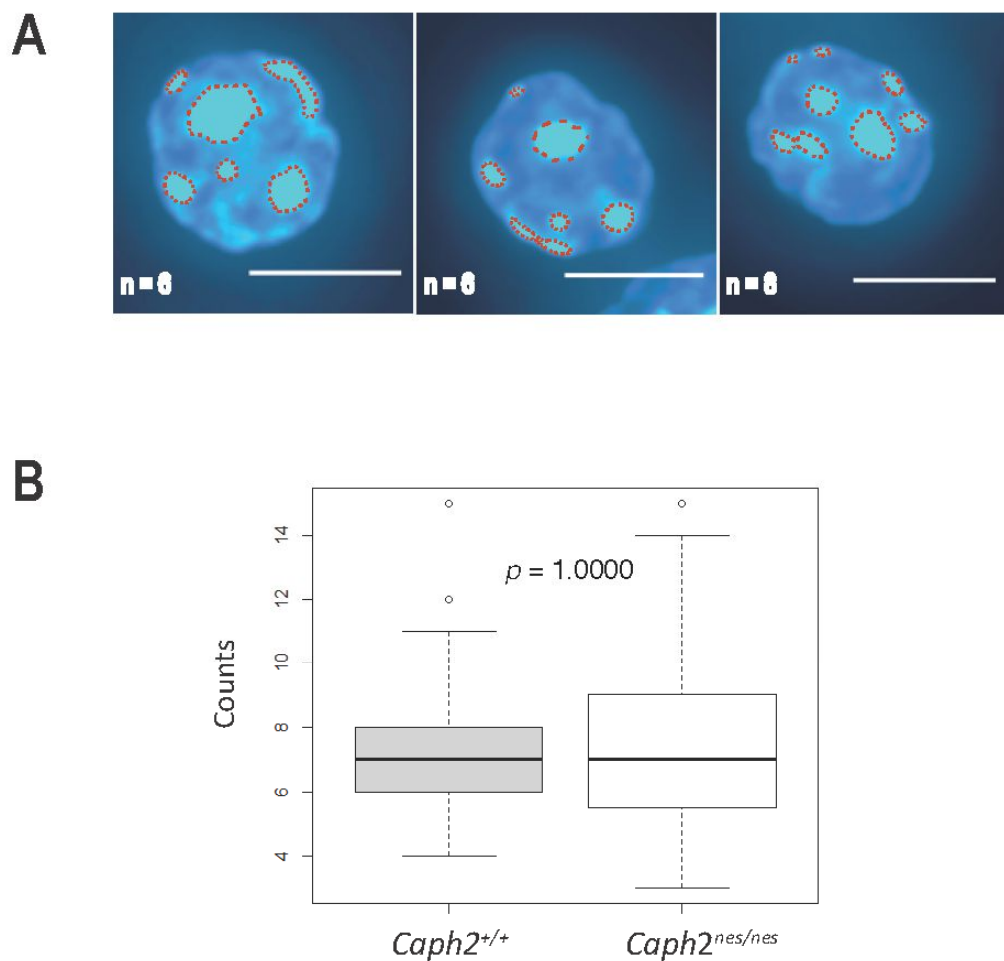 A
n = 6
n = 6
n = 8
B
14
12
10
8
6
4
Counts
p = 1.0000
Caph2+/+
Caph2nes/nes